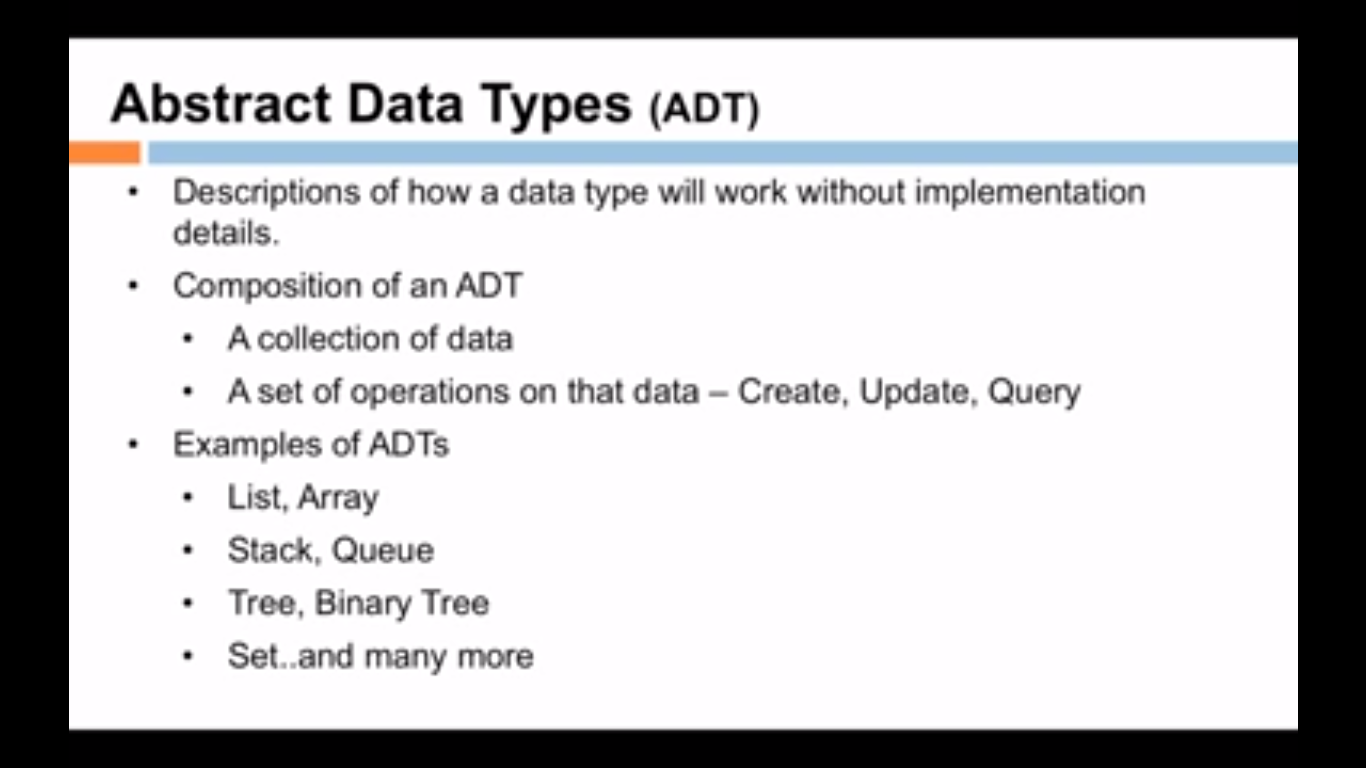 Abstract Data Types (ADT)
• Descriptions of how a data type will work without implementation
details.
• Composition of an ADT
• A collection of data
• A set of operations on that data – Create, Update, Query
• Examples of ADTs
• List, Array
• Stack, Queue
• Tree, Binary Tree
• Set..and many more